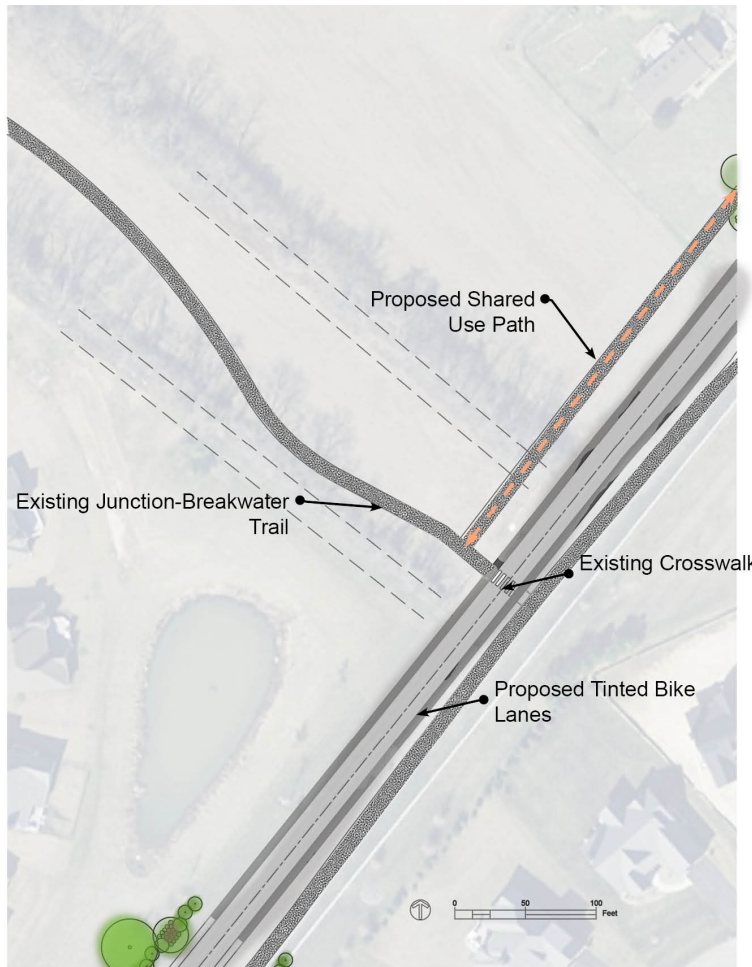 Proposed Shared
Use Path
Existing Junction-Breakwater
Trail
Existing Crosswalk
Proposed Tinted Bike
Lanes
0 50 100
Feet